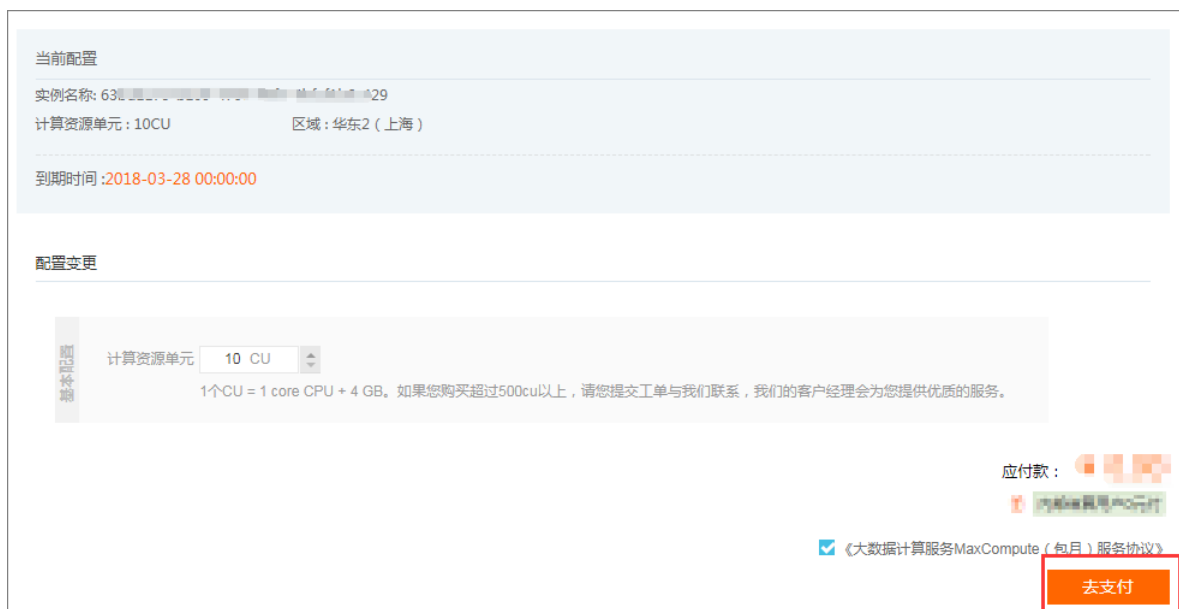 当前配置
实例名称: 63 A29
计算资源单元 : 10CU 区域 : 华东2（上海）
到期时间 :2018-03-28 00:00:00
配置变更
基本配置
计算资源单元 10 CU
1个CU = 1 core CPU + 4 GB。如果您购买超过500cu以上，请您提交工单与我们联系，我们的客户经理会为您提供优质的服务。
应付款：
《大数据计算服务MaxCompute（包月）服务协议》
去支付